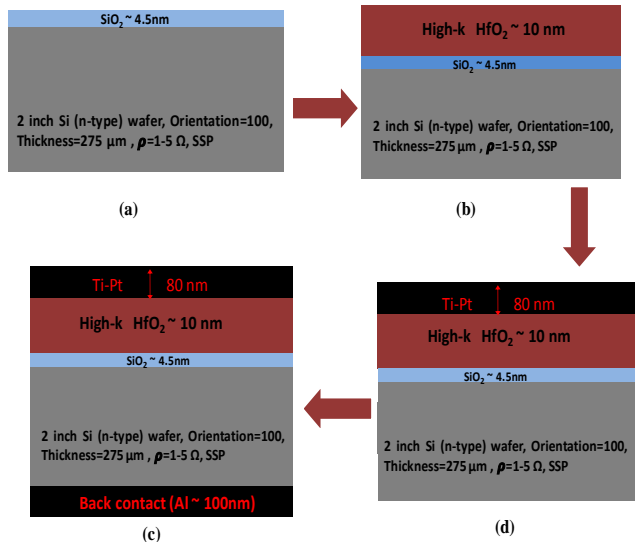 SiO₂ ~ 4.5nm
2 inch Si (n-type) wafer, Orientation=100,
Thickness=275 µm , ρ=1-5 Ω, SSP
(a)
High-k HfO₂ ~ 10 nm
SiO₂ ~4.5nm
2 inch Si (n-type) wafer, Orientation=100,
Thickness=275 µm , ρ=1-5 Ω, SSP
(b)
Ti-Pt 80 nm
High-k HfO₂ ~ 10 nm
SiO₂ ~4.5nm
2 inch Si (n-type) wafer, Orientation=100,
Thickness=275 µm , ρ=1-5 Ω, SSP
Back contact (Al ~ 100nm)
(c)
Ti-Pt 80 nm
High-k HfO₂ ~ 10 nm
SiO₂ ~4.5nm
2 inch Si (n-type) wafer, Orientation=100,
Thickness=275 µm , ρ=1-5 Ω, SSP
(d)